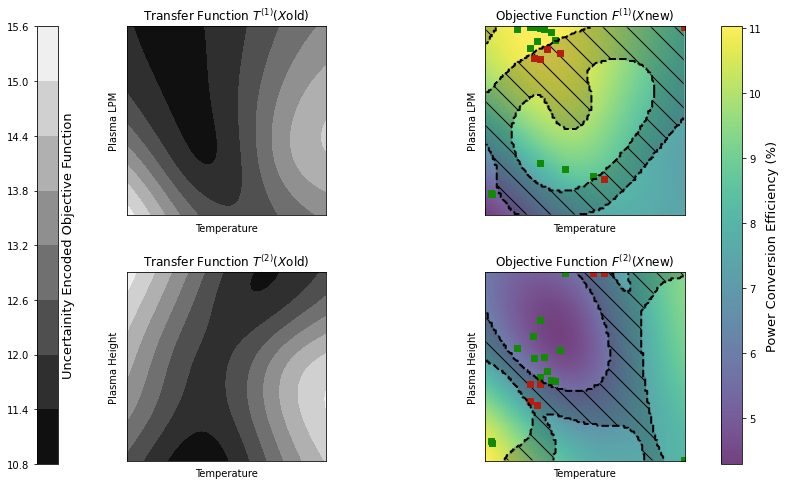 Transfer Function T^(1)(Xold)
Objective Function F^(1)(Xnew)
15.6
15.0
14.4
13.8
13.2
12.6
12.0
11.4
10.8
Uncertainity Encoded Objective Function
Plasma LPM
Temperature
Plasma LPM
Temperature
11
10
9
8
7
6
5
Power Conversion Efficiency (%)
Transfer Function T^(2)(Xold)
Objective Function F^(2)(Xnew)
Plasma Height
Temperature
Plasma Height
Temperature